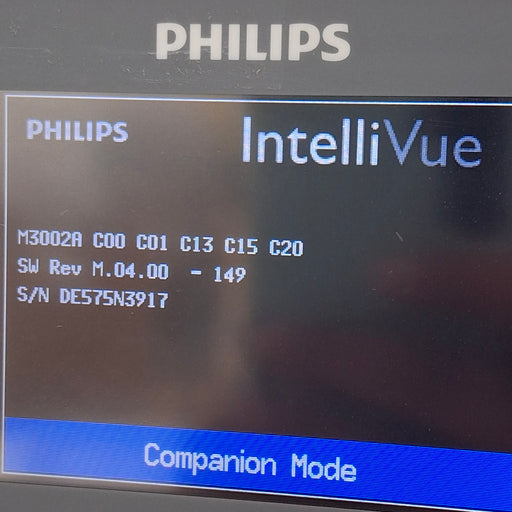 PHILIPS
PHILIPS
IntelliVue
M3002A C00 C01 C13 C15 C20
SW Rev M.04.00 - 149
S/N DE575N3917
Companion Mode